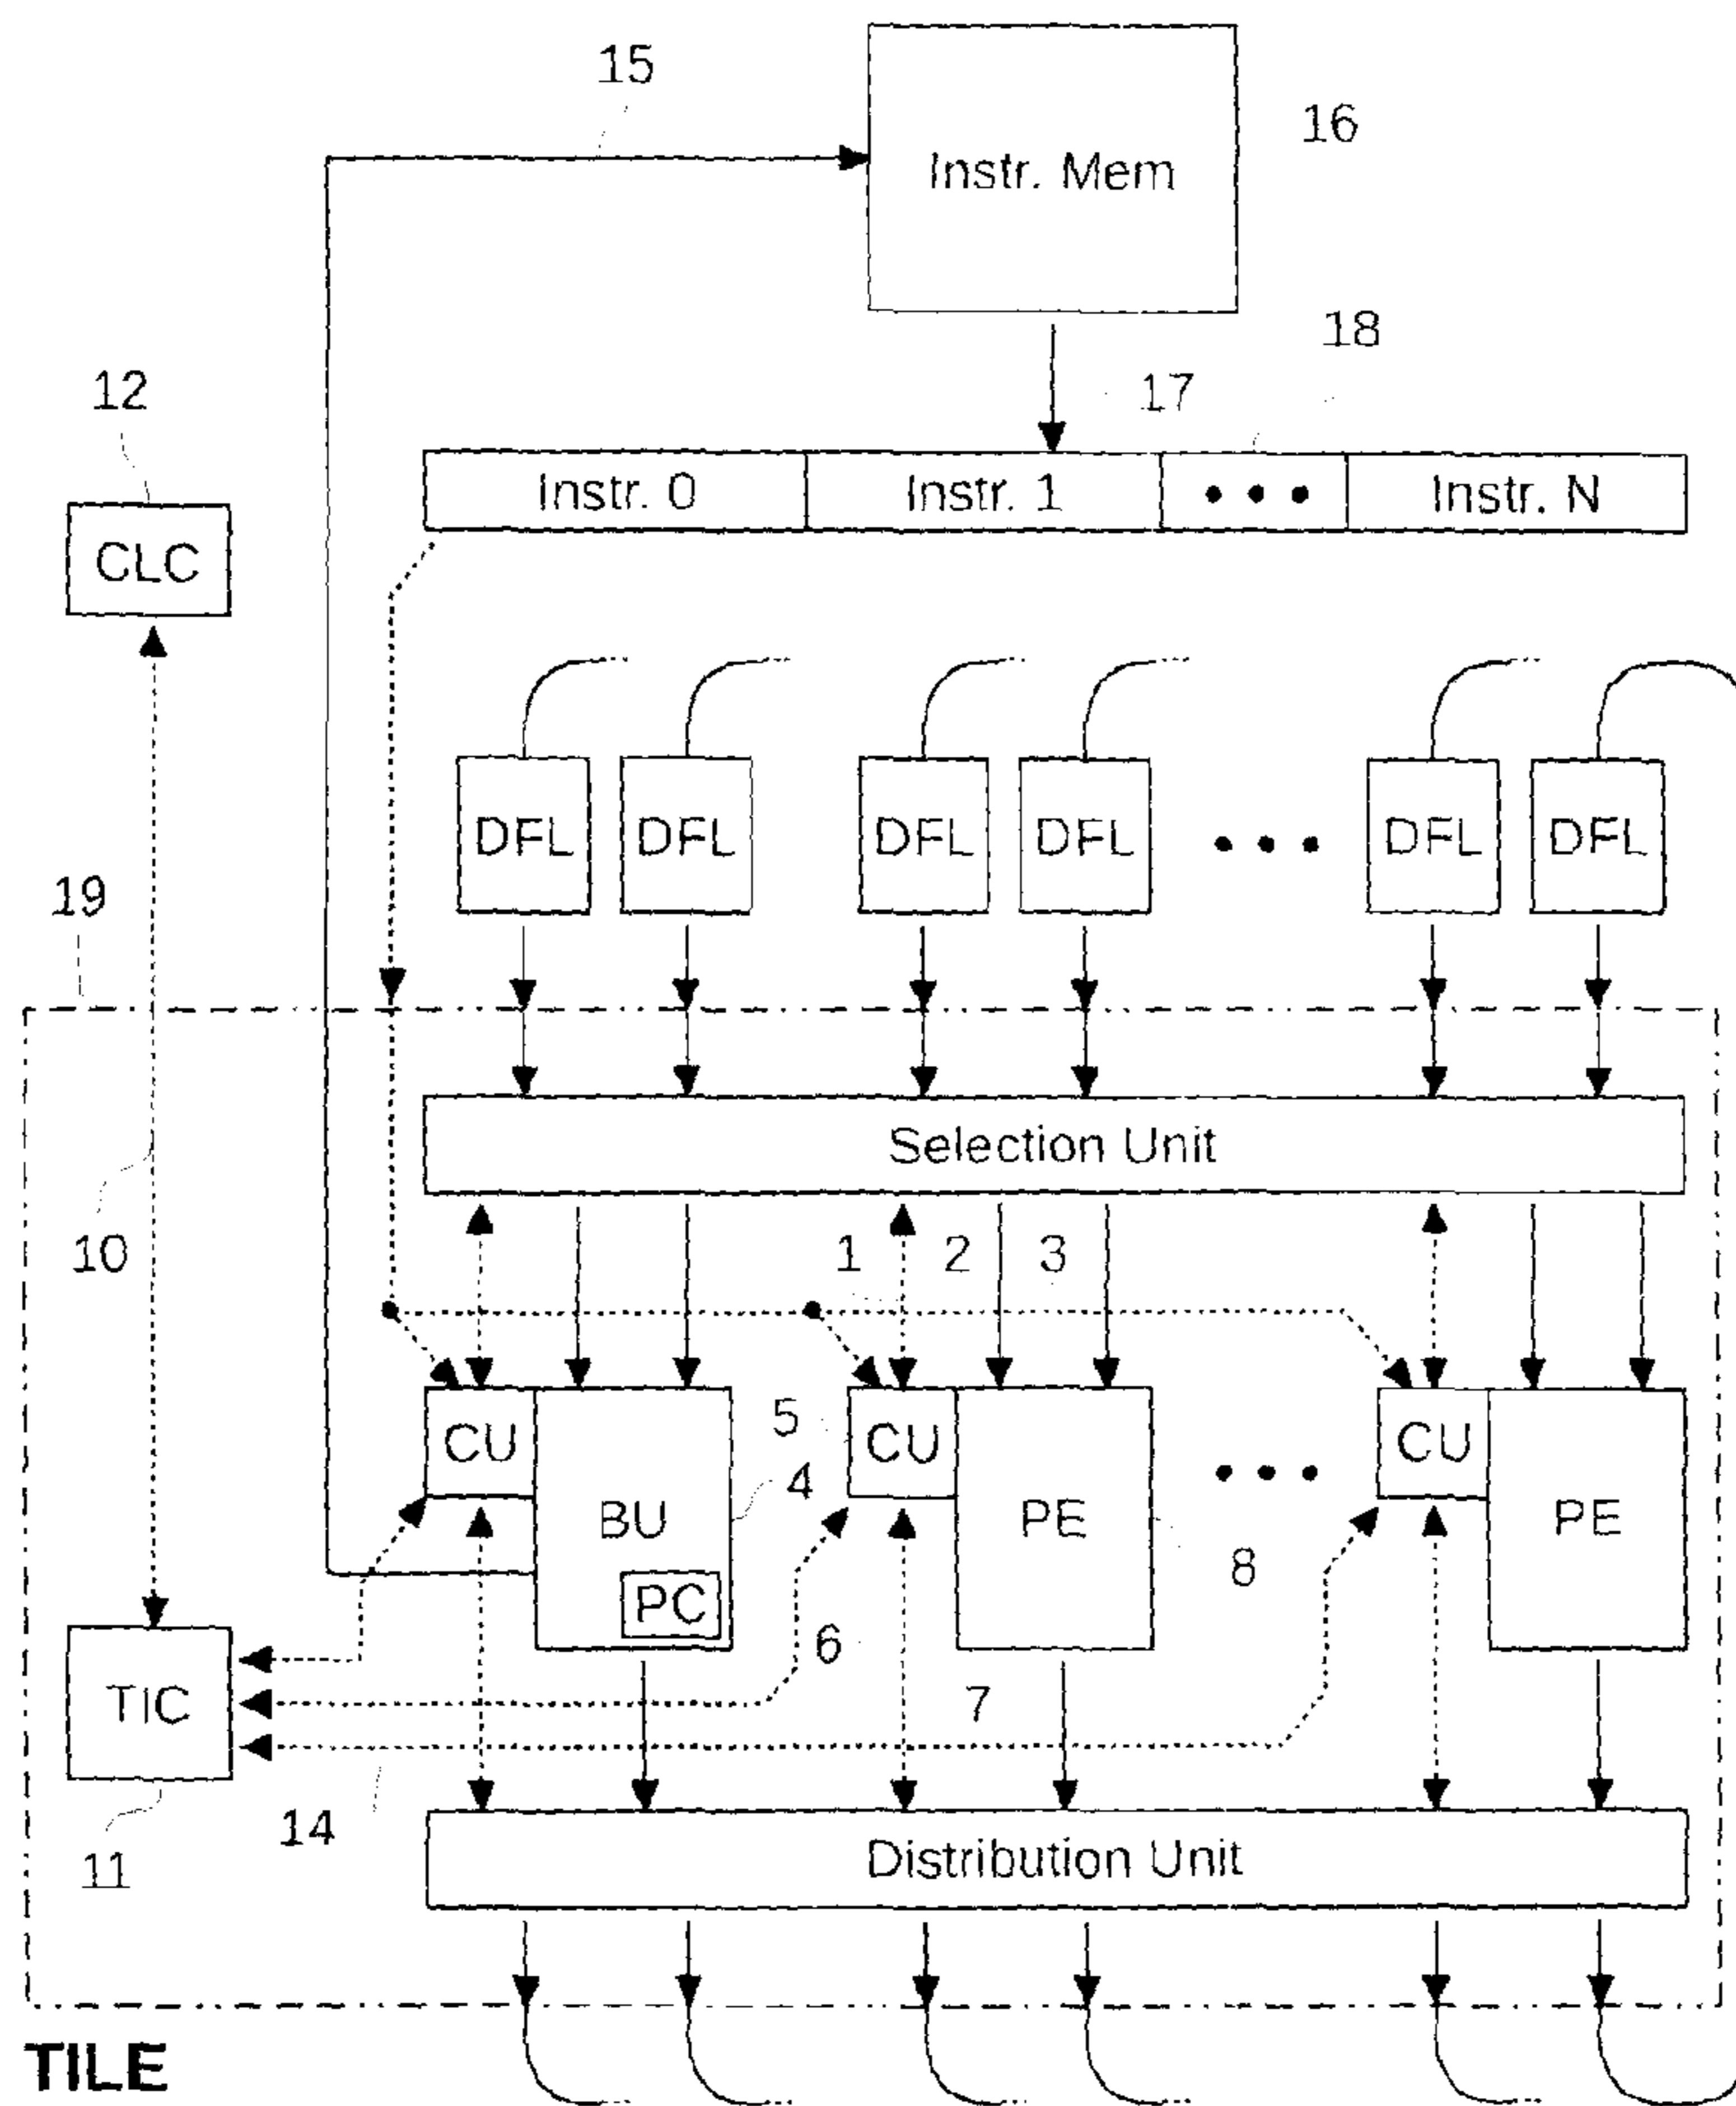 15
16
Instr. Mem
18
12
17
Instr. 0 Instr. 1 • • • Instr. N
CLC
DFL DFL DFL DFL • • • DFL DFL
19
Selection Unit
10
1 2 3
5
CU CU CU
4
BU PE • • • PE
8
PC
6
TIC
7
14
11
Distribution Unit
TILE